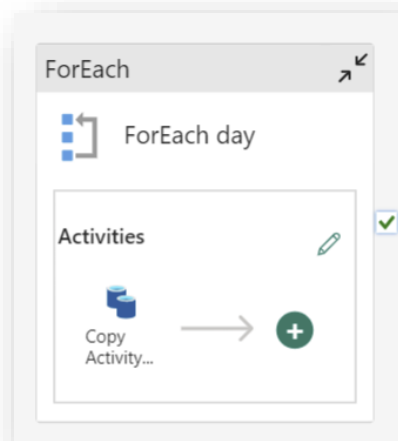 ForEach
ForEach day
Activities
Copy
Activity...